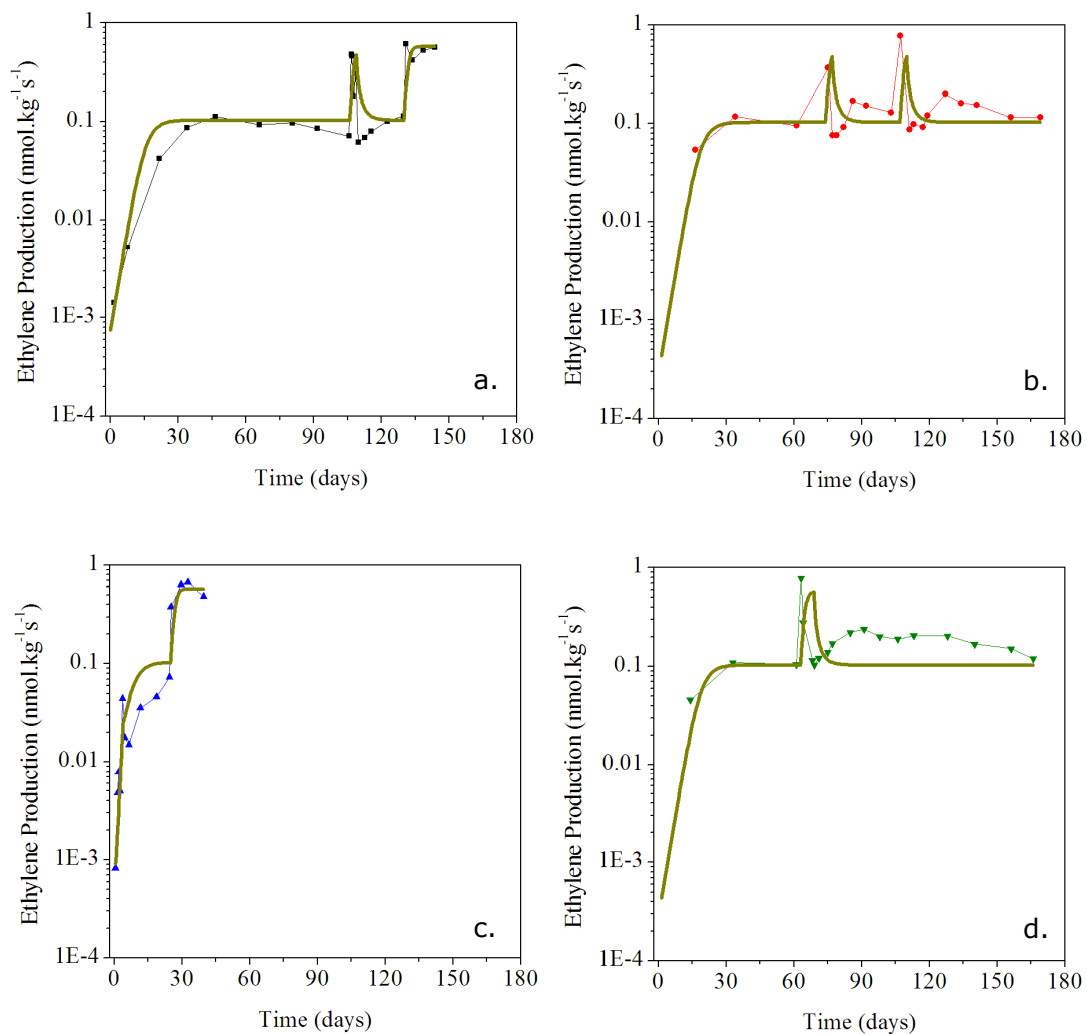 1
0.1
0.01
1E-3
1E-4
Ethylene Production (nmol.kg⁻¹s⁻¹)
a.
0 30 60 90 120 150 180
Time (days)
1
0.1
0.01
1E-3
1E-4
Ethylene Production (nmol.kg⁻¹s⁻¹)
b.
0 30 60 90 120 150 180
Time (days)
1
0.1
0.01
1E-3
1E-4
Ethylene Production (nmol.kg⁻¹s⁻¹)
c.
0 30 60 90 120 150 180
Time (days)
1
0.1
0.01
1E-3
1E-4
Ethylene Production (nmol.kg⁻¹s⁻¹)
d.
0 30 60 90 120 150 180
Time (days)